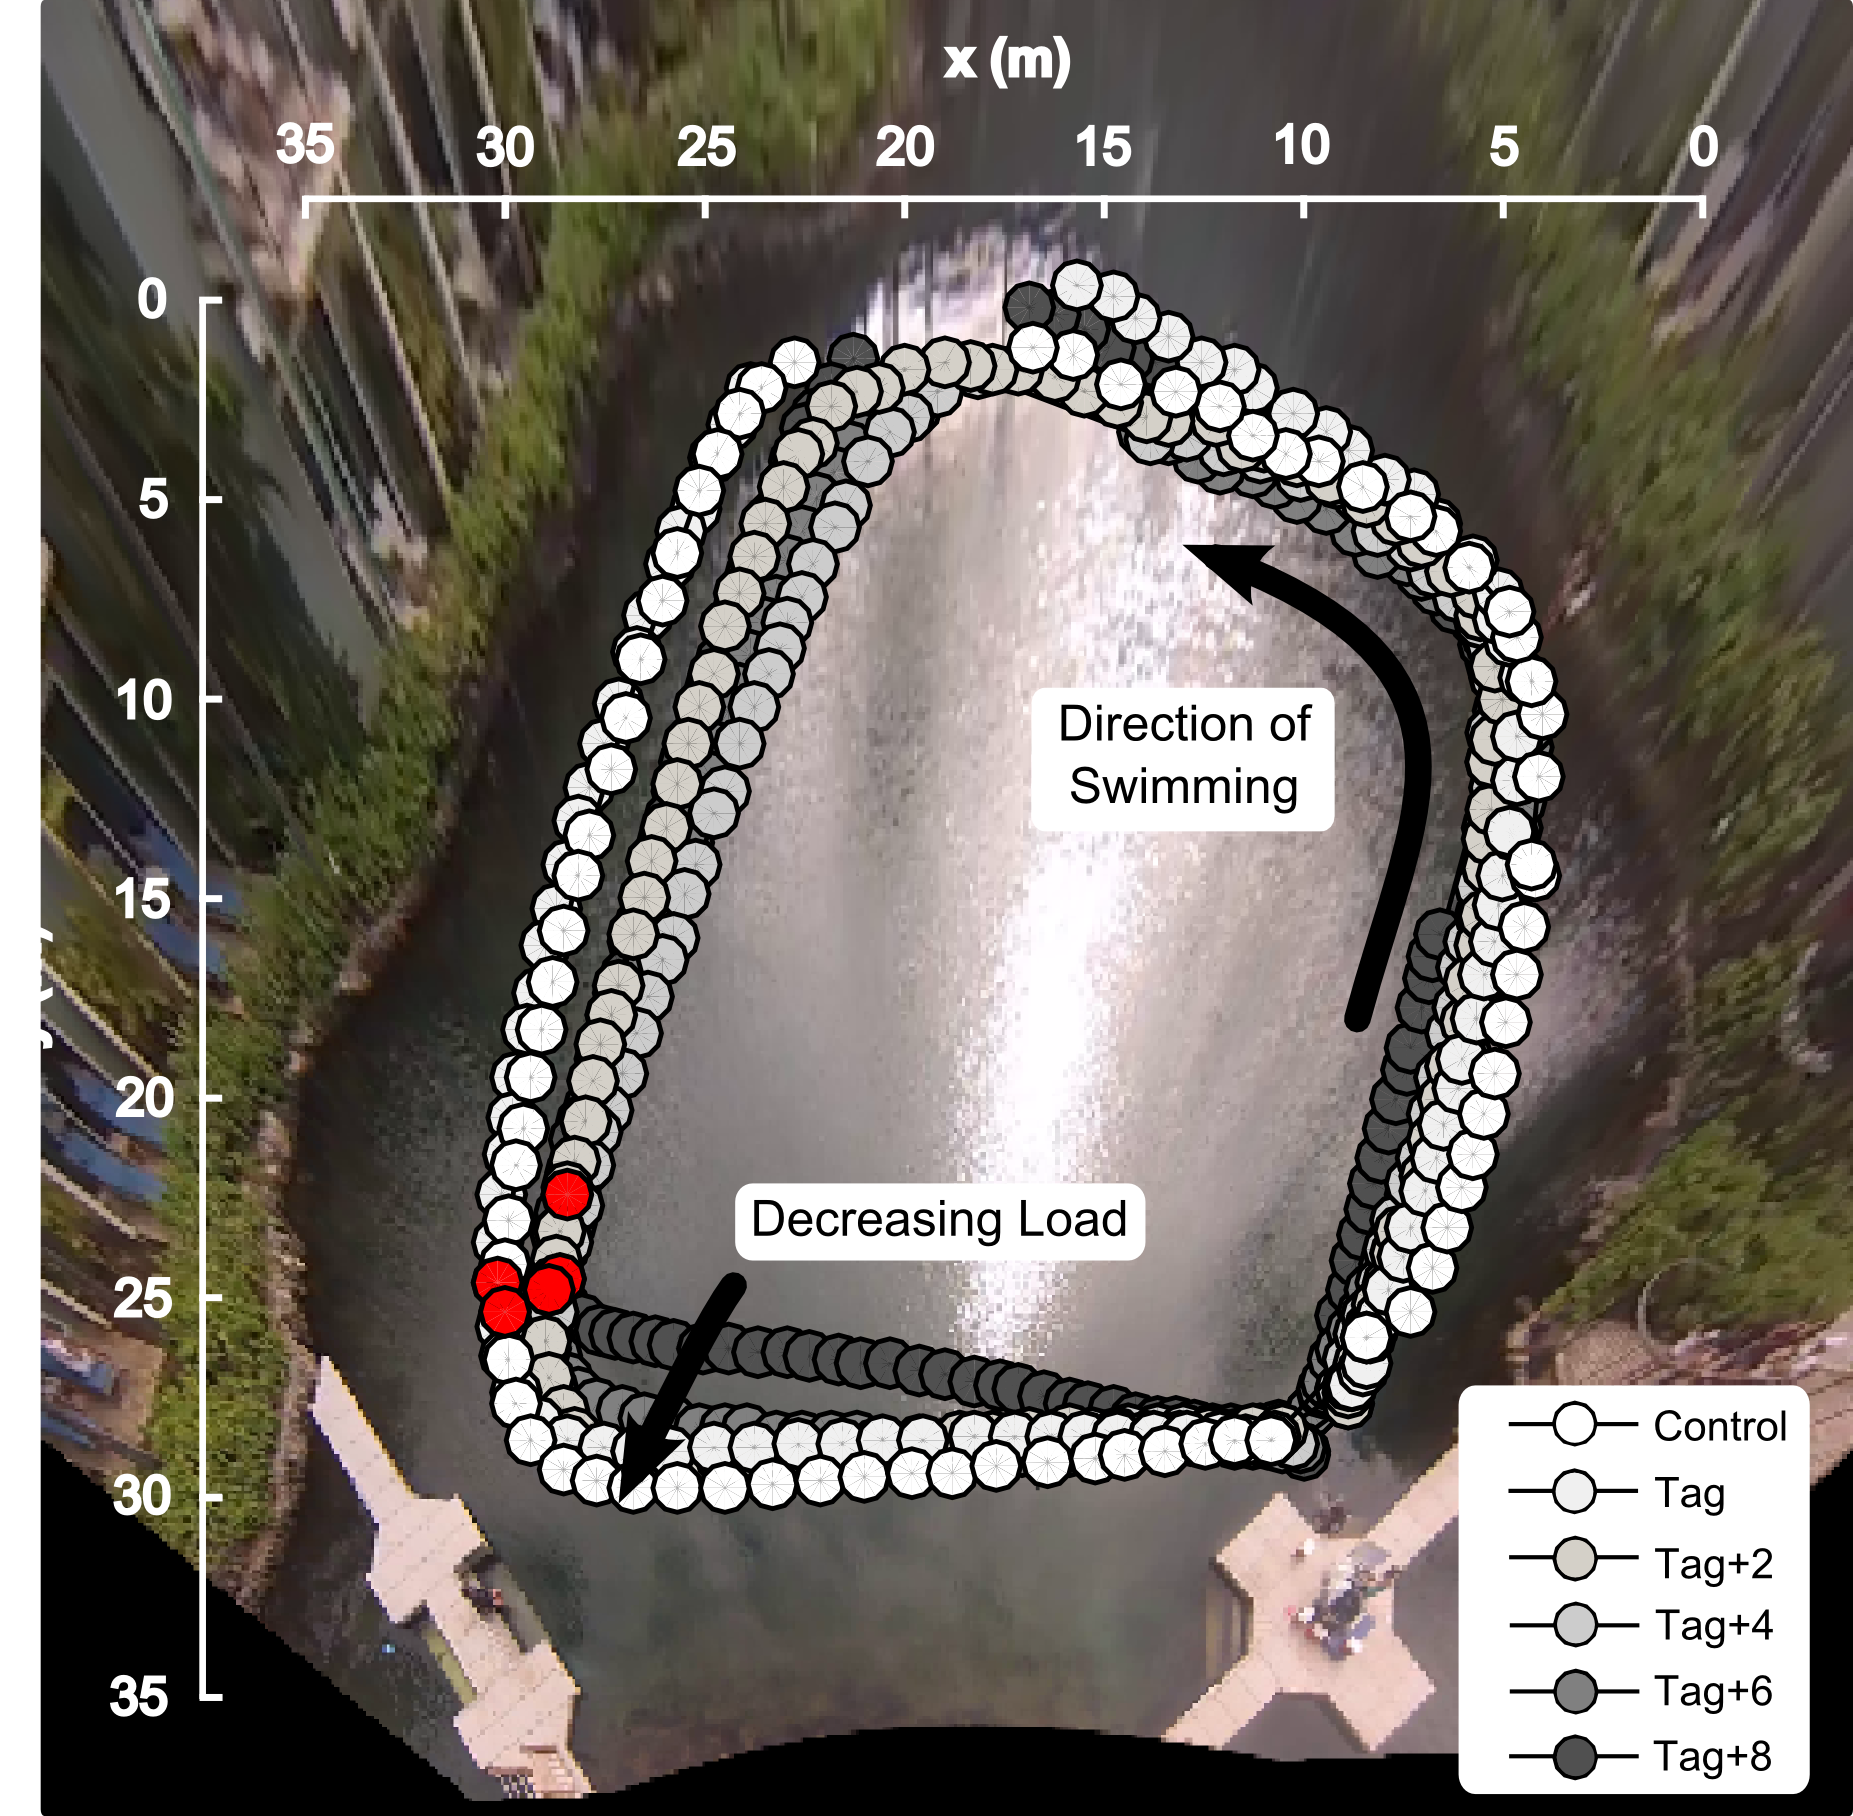 x (m)
35 30 25 20 15 10 5 0
0
5
10
15
20
25
30
35
Direction of
Swimming
Decreasing Load
Control
Tag
Tag+2
Tag+4
Tag+6
Tag+8